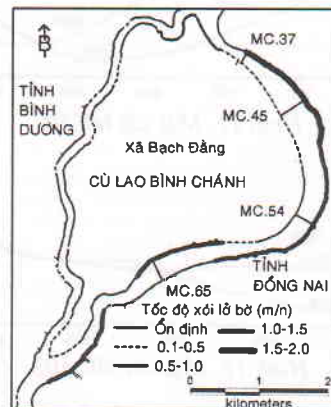 MC.37
B
TỈNH
BÌNH
DƯƠNG
MC.45
Xã Bạch Đằng
CÙ LAO BÌNH CHÁNH
MC.54
TỈNH
ĐỒNG NAI
MC.65
Tốc độ xói lở bờ (m/n)
Ổn định
1.0-1.5
0.1-0.5
1.5-2.0
0.5-1.0
0 1 2
kilometers